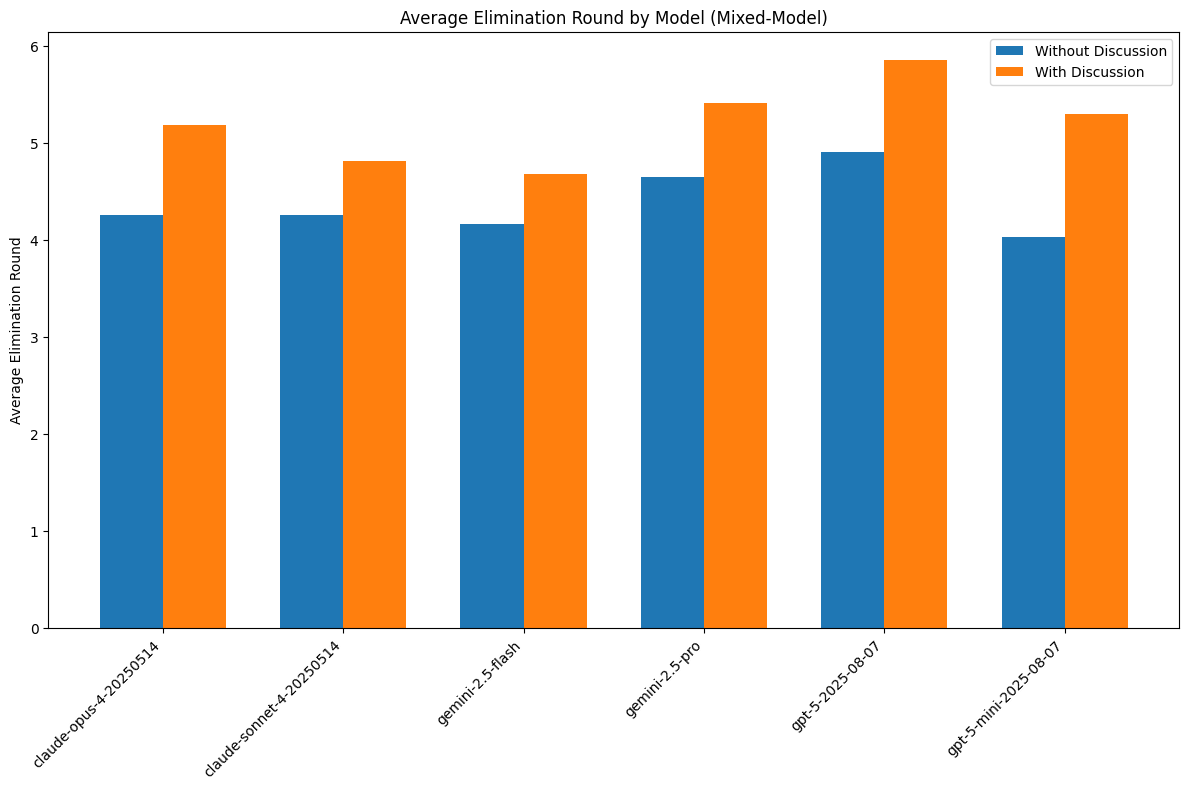 Average Elimination Round by Model (Mixed-Model)
Without Discussion
With Discussion
Average Elimination Round
6
5
4
3
2
1
0
claude-opus-4-20250514
claude-sonnet-4-20250514
gemini-2.5-flash
gemini-2.5-pro
gpt-5-2025-08-07
gpt-5-mini-2025-08-07